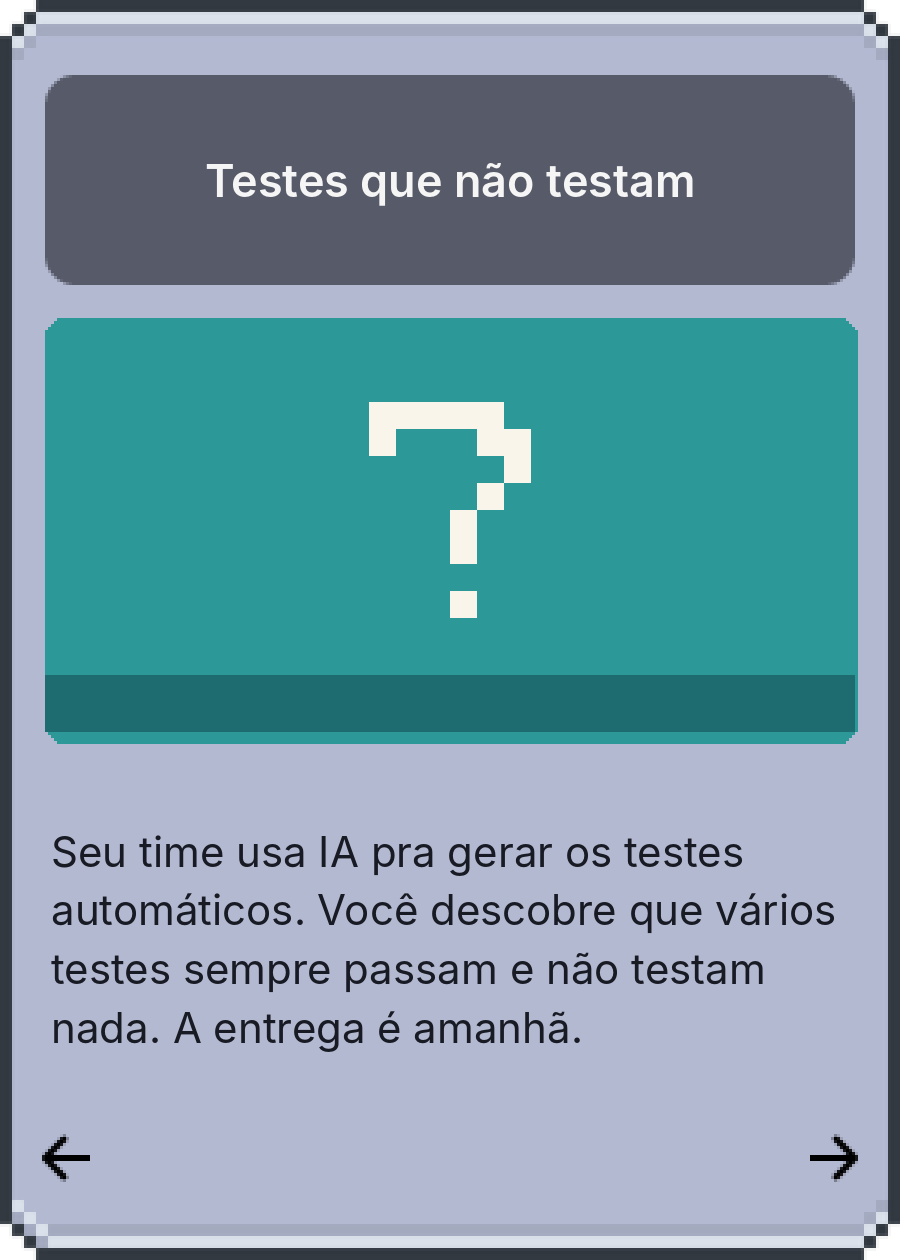 Testes que não testam
?
Seu time usa IA pra gerar os testes
automáticos. Você descobre que vários
testes sempre passam e não testam
nada. A entrega é amanhã.